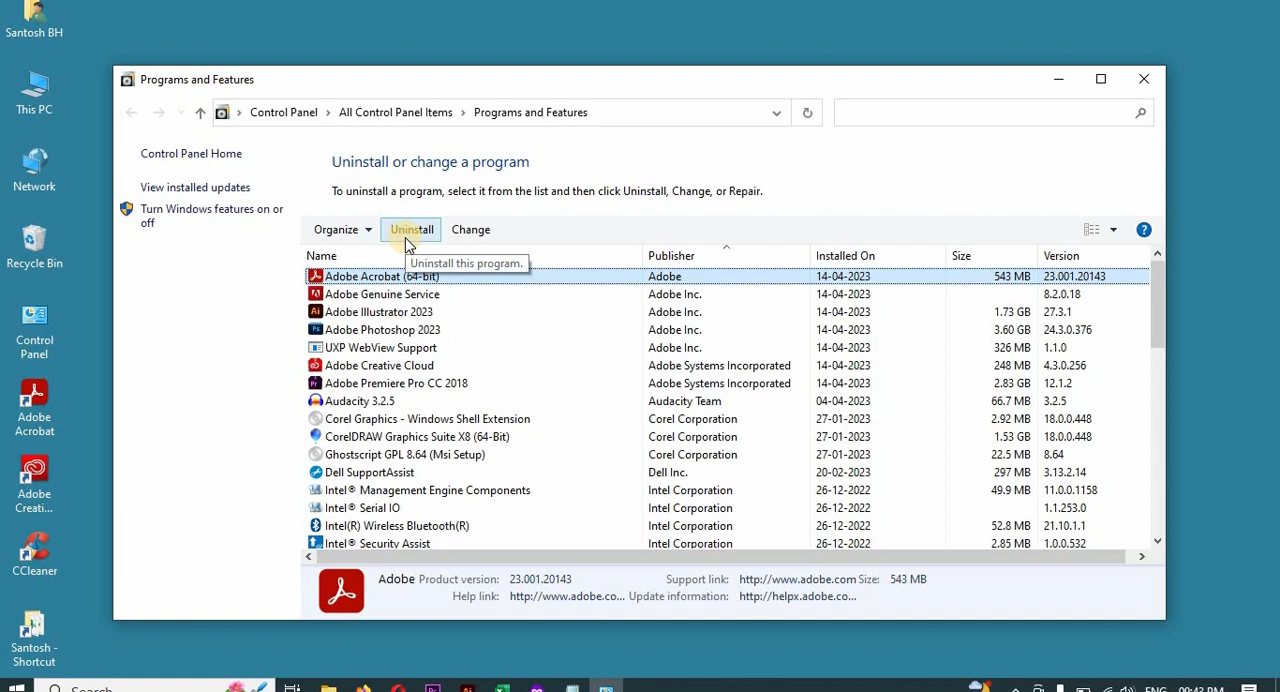 Santosh BH
This PC
Network
Recycle Bin
Control
Panel
Adobe
Acrobat
Adobe
Creati...
CCleaner
Santosh -
Shortcut
Programs and Features
Control Panel › All Control Panel Items › Programs and Features
Control Panel Home
View installed updates
Turn Windows features on or
off
Uninstall or change a program
To uninstall a program, select it from the list and then click Uninstall, Change, or Repair.
Organize Uninstall Change
Uninstall this program.
Name Publisher Installed On Size Version
Adobe Acrobat (64-bit) Adobe 14-04-2023 543 MB 23.001.20143
Adobe Genuine Service Adobe Inc. 14-04-2023 8.2.0.18
Adobe Illustrator 2023 Adobe Inc. 14-04-2023 1.73 GB 27.3.1
Adobe Photoshop 2023 Adobe Inc. 14-04-2023 3.60 GB 24.3.0.376
UXP WebView Support Adobe Inc. 14-04-2023 326 MB 1.1.0
Adobe Creative Cloud Adobe Systems Incorporated 14-04-2023 248 MB 4.3.0.256
Adobe Premiere Pro CC 2018 Adobe Systems Incorporated 14-04-2023 2.83 GB 12.1.2
Audacity 3.2.5 Audacity Team 04-04-2023 66.7 MB 3.2.5
Corel Graphics - Windows Shell Extension Corel Corporation 27-01-2023 2.92 MB 18.0.0.448
CorelDRAW Graphics Suite X8 (64-Bit) Corel Corporation 27-01-2023 1.53 GB 18.0.0.448
Ghostscript GPL 8.64 (Msi Setup) Corel Corporation 27-01-2023 22.5 MB 8.64
Dell SupportAssist Dell Inc. 20-02-2023 297 MB 3.13.2.14
Intel® Management Engine Components Intel Corporation 26-12-2022 49.9 MB 11.0.0.1158
Intel® Serial IO Intel Corporation 26-12-2022 1.1.253.0
Intel(R) Wireless Bluetooth(R) Intel Corporation 26-12-2022 52.8 MB 21.10.1.1
Intel® Security Assist Intel Corporation 26-12-2022 2.85 MB 1.0.0.532
Adobe Product version: 23.001.20143 Support link: http://www.adobe.com Size: 543 MB
Help link: http://www.adobe.co... Update information: http://helpx.adobe.co...
Search ENG 09:43 PM